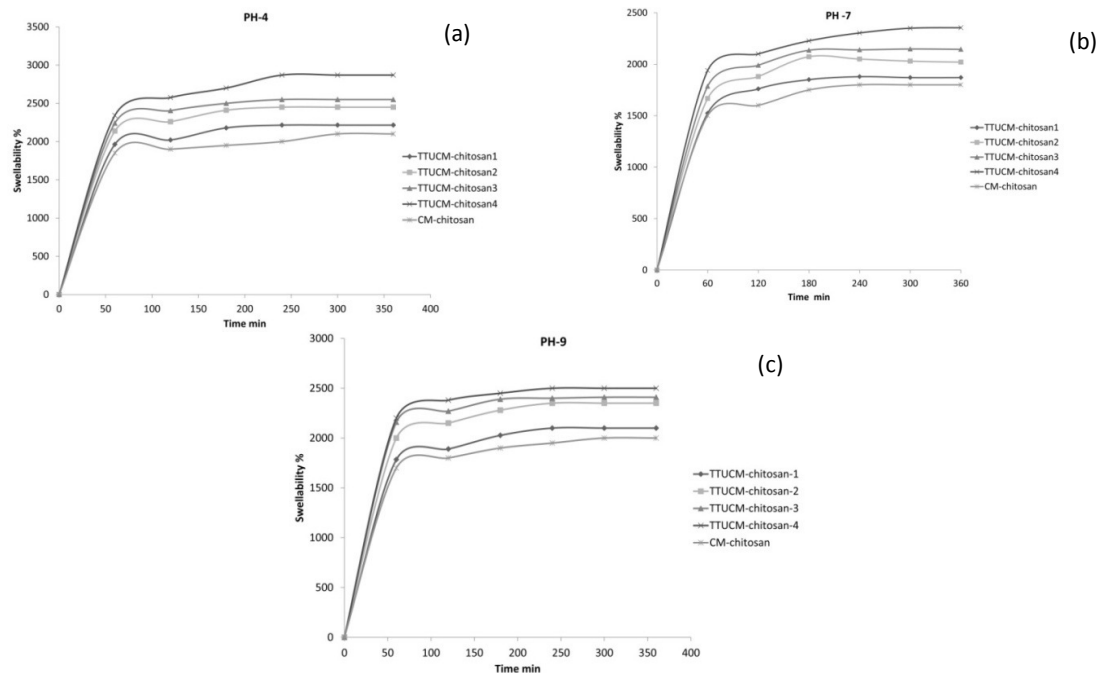 PH-4
(a)
Swellability %
3500
3000
2500
2000
1500
1000
500
0
0 50 100 150 200 250 300 350 400
Time min
TTUCM-chitosan1
TTUCM-chitosan2
TTUCM-chitosan3
TTUCM-chitosan4
CM-chitosan
PH -7
(b)
Swellability %
2500
2000
1500
1000
500
0
0 60 120 180 240 300 360
Time min
TTUCM-chitosan1
TTUCM-chitosan2
TTUCM-chitosan3
TTUCM-chitosan4
CM-chitosan
PH-9
(c)
Swellability %
3000
2500
2000
1500
1000
500
0
0 50 100 150 200 250 300 350 400
Time min
TTUCM-chitosan-1
TTUCM-chitosan-2
TTUCM-chitosan-3
TTUCM-chitosan-4
CM-chitosan